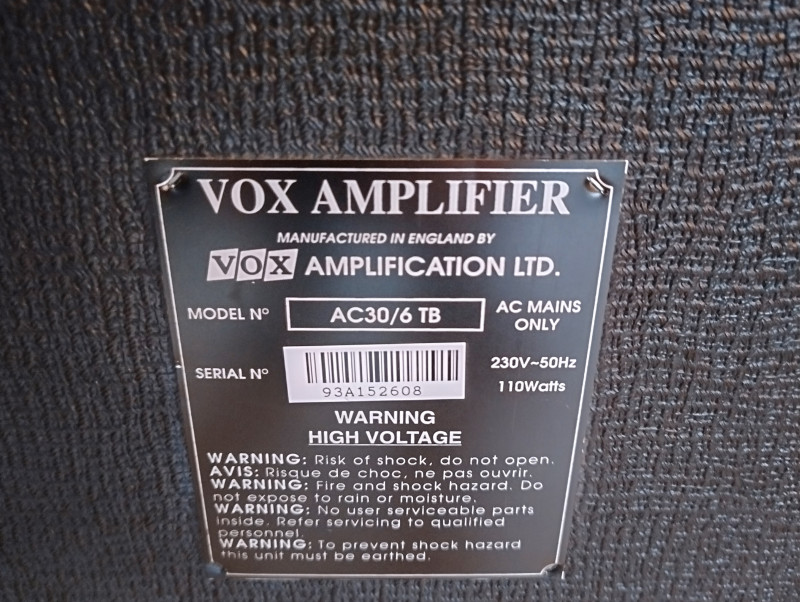 VOX AMPLIFIER
MANUFACTURED IN ENGLAND BY
VOX AMPLIFICATION LTD.
MODEL Nº AC30/6 TB AC MAINS ONLY
SERIAL Nº 93A152608 230V~50Hz 110Watts
WARNING
HIGH VOLTAGE
WARNING: Risk of shock, do not open.
AVIS: Risque de choc, ne pas ouvrir.
WARNING: Fire and shock hazard. Do
not expose to rain or moisture.
WARNING: No user serviceable parts
inside. Refer servicing to qualified
personnel.
WARNING: To prevent shock hazard
this unit must be earthed.